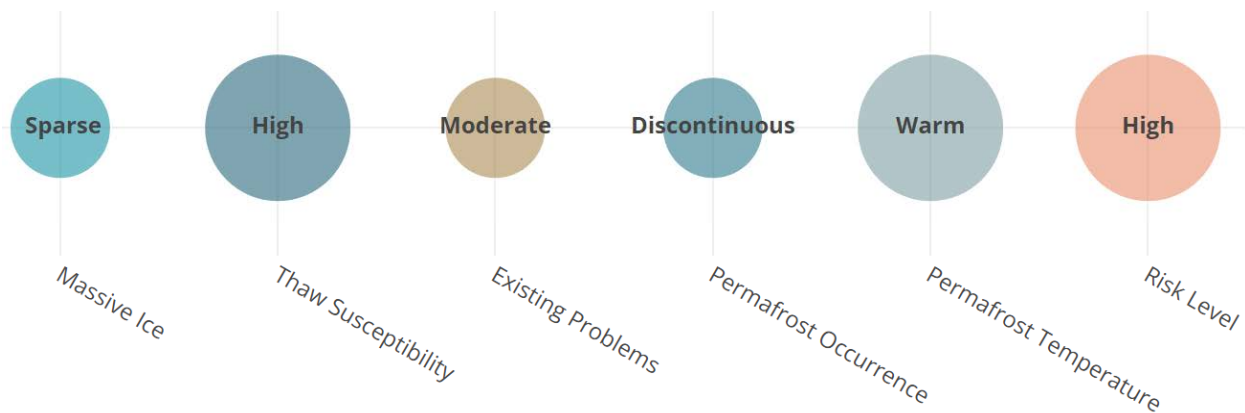 Sparse
High
Moderate
Discontinuous
Warm
High
Massive Ice
Thaw Susceptibility
Existing Problems
Permafrost Occurrence
Permafrost Temperature
Risk Level